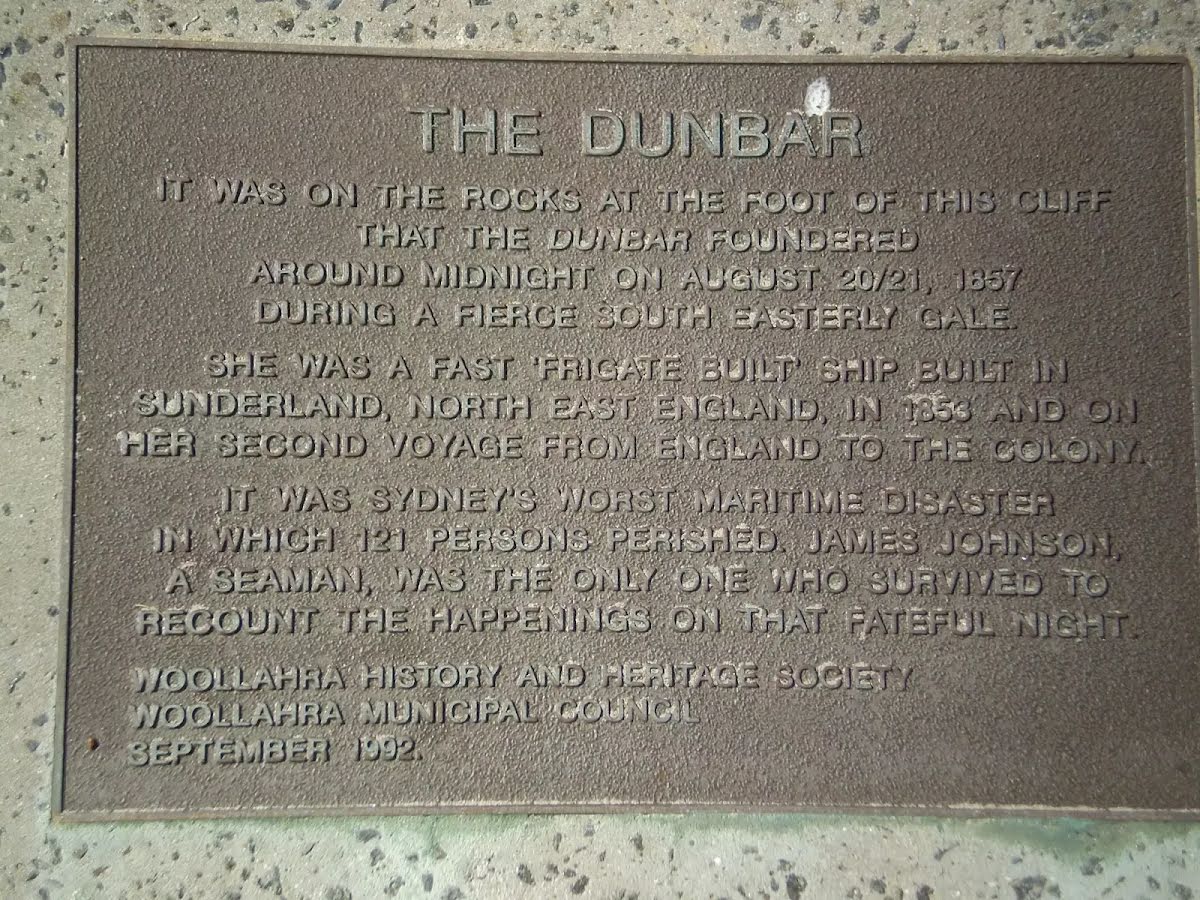 THE DUNBAR
IT WAS ON THE ROCKS AT THE FOOT OF THIS CLIFF
THAT THE DUNBAR FOUNDERED
AROUND MIDNIGHT ON AUGUST 20/21, 1857
DURING A FIERCE SOUTH EASTERLY GALE.
SHE WAS A FAST 'FRIGATE BUILT' SHIP BUILT IN
SUNDERLAND, NORTH EAST ENGLAND, IN 1853 AND ON
HER SECOND VOYAGE FROM ENGLAND TO THE COLONY.
IT WAS SYDNEY'S WORST MARITIME DISASTER
IN WHICH 121 PERSONS PERISHED. JAMES JOHNSON,
A SEAMAN, WAS THE ONLY ONE WHO SURVIVED TO
RECOUNT THE HAPPENINGS ON THAT FATEFUL NIGHT.
WOOLLAHRA HISTORY AND HERITAGE SOCIETY
WOOLLAHRA MUNICIPAL COUNCIL
SEPTEMBER 1992.